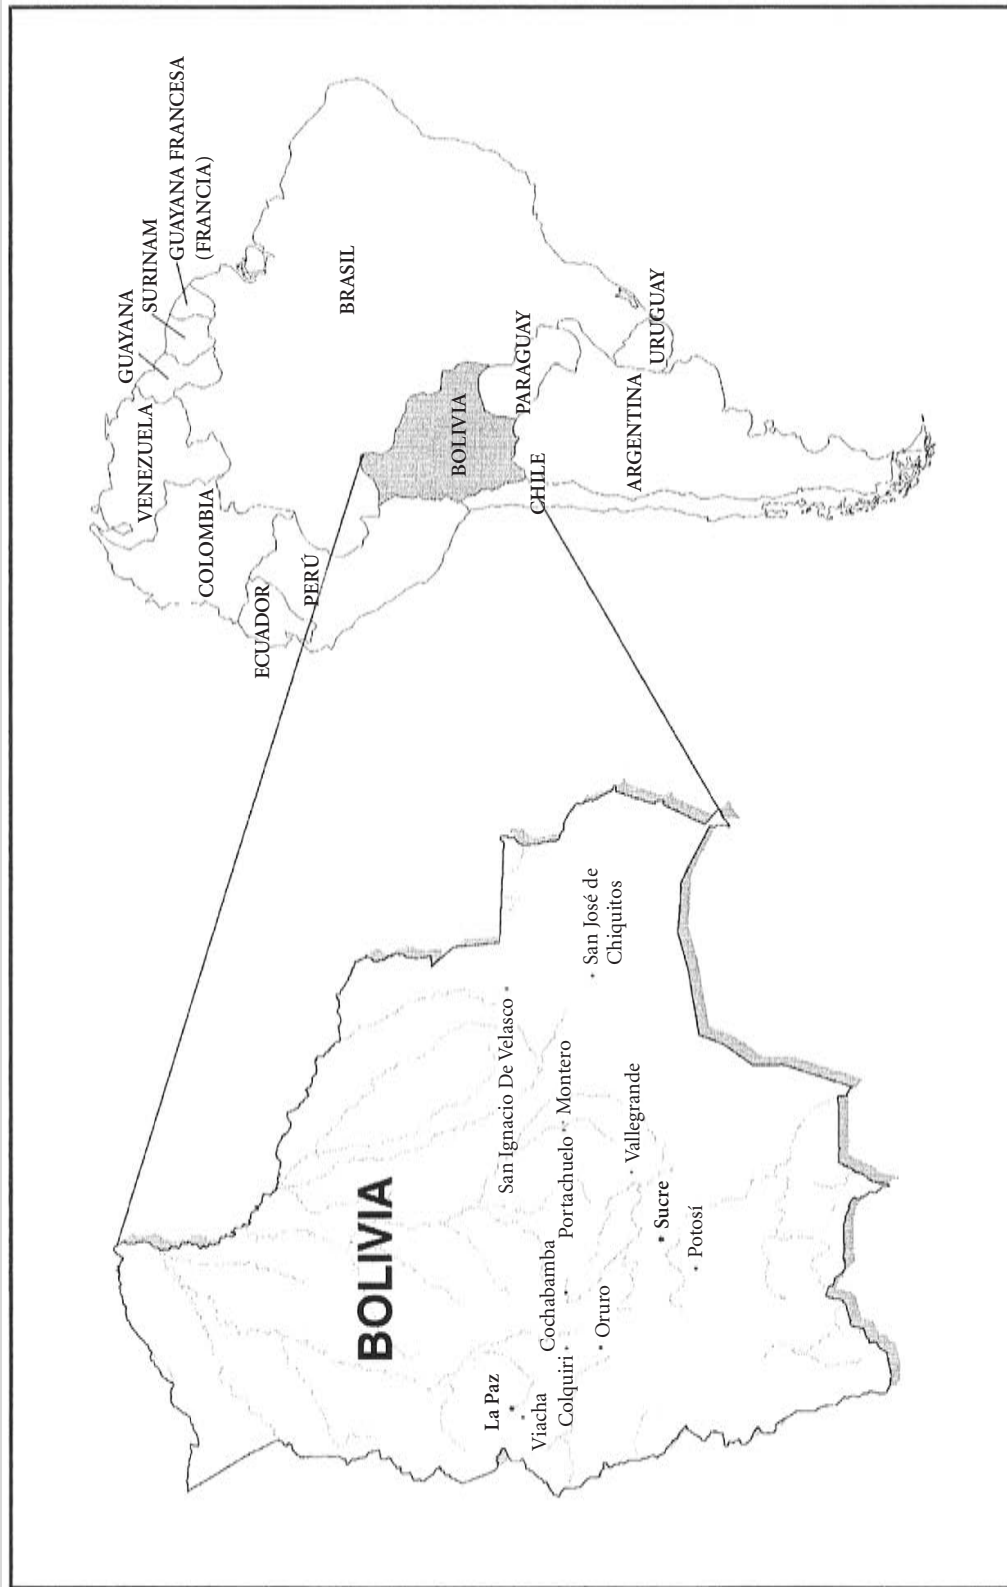 BOLIVIA
La Paz
Viacha
Colquiri
Cochabamba
Oruro
San Ignacio De Velasco
Portachuelo
Montero
Vallegrande
Sucre
Potosí
San José de
Chiquitos
VENEZUELA
GUAYANA
SURINAM
GUAYANA FRANCESA
(FRANCIA)
COLOMBIA
ECUADOR
PERÚ
BRASIL
BOLIVIA
PARAGUAY
CHILE
ARGENTINA
URUGUAY